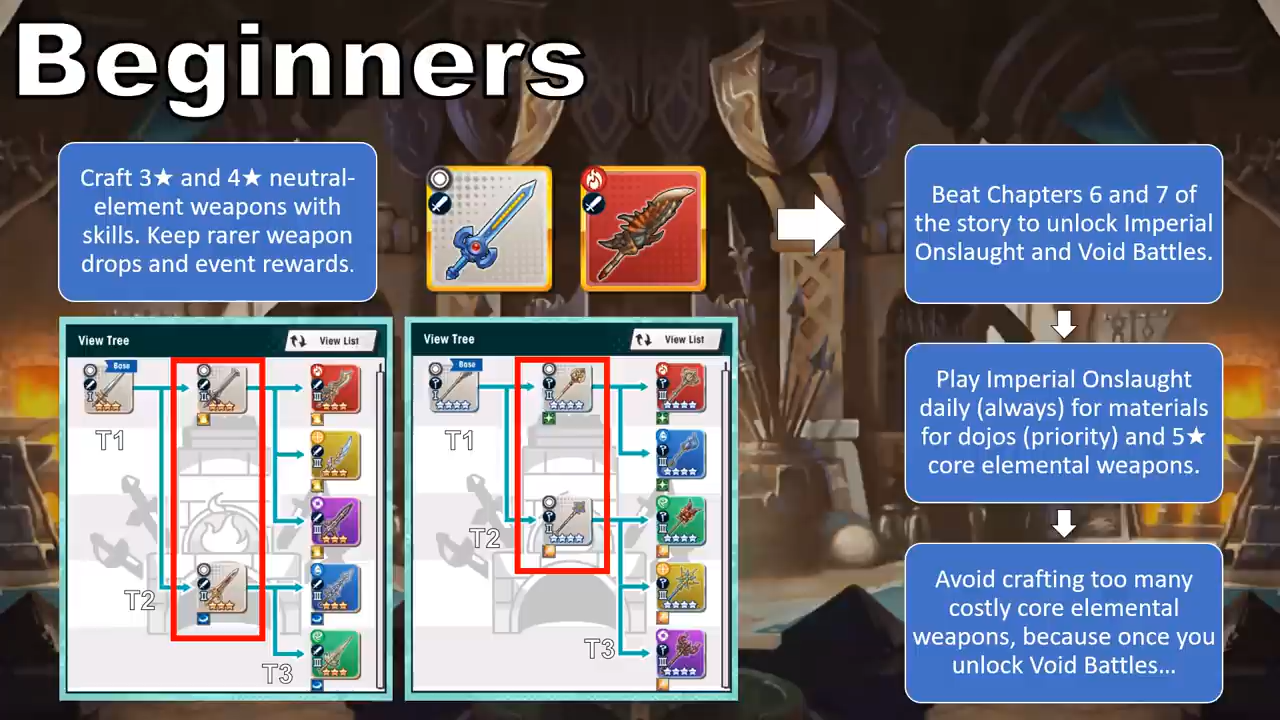 Beginners
Craft 3★ and 4★ neutral-
element weapons with
skills. Keep rarer weapon
drops and event rewards.
Beat Chapters 6 and 7 of
the story to unlock Imperial
Onslaught and Void Battles.
Play Imperial Onslaught
daily (always) for materials
for dojos (priority) and 5★
core elemental weapons.
Avoid crafting too many
costly core elemental
weapons, because once you
unlock Void Battles...
View Tree
View List
Base
T1
T2
T3
View Tree
View List
Base
T1
T2
T3